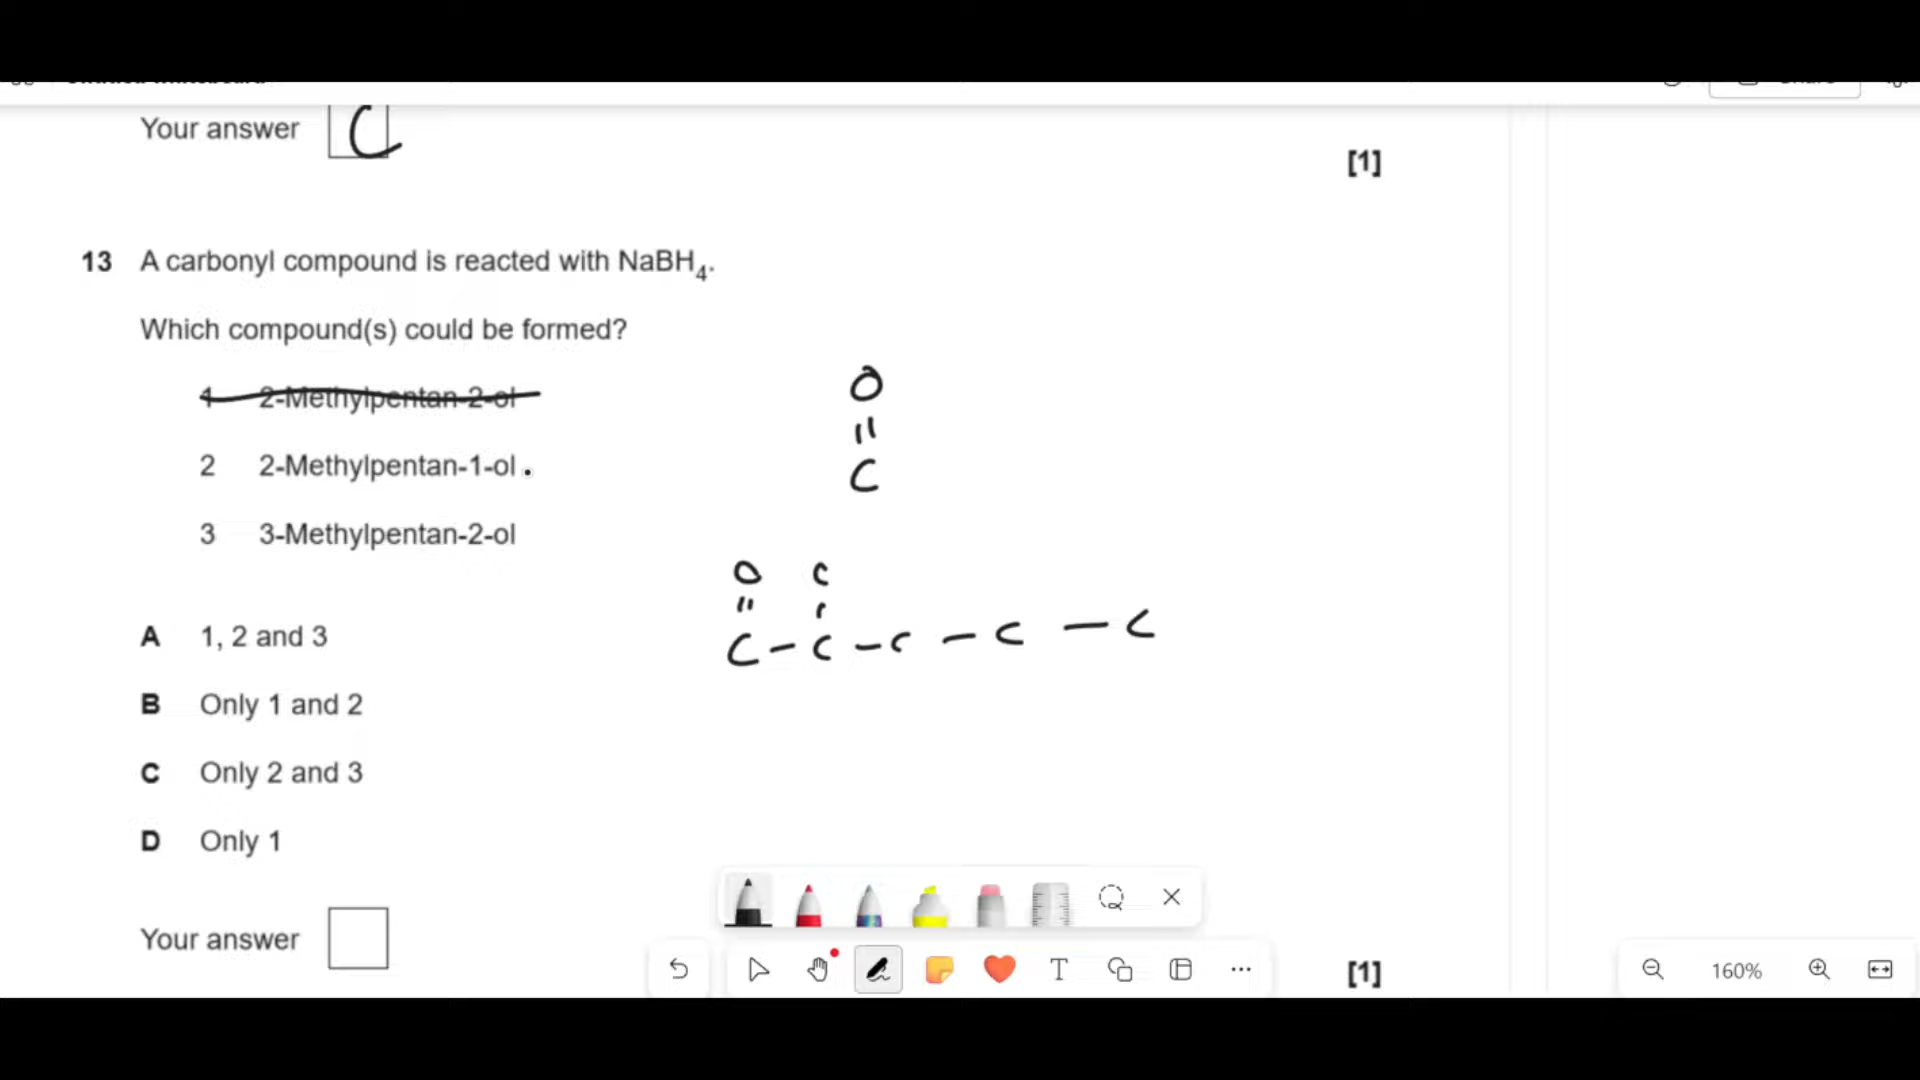 Your answer C
[1]
13 A carbonyl compound is reacted with NaBH₄.
Which compound(s) could be formed?
1 2-Methylpentan-2-ol
2 2-Methylpentan-1-ol
3 3-Methylpentan-2-ol
O
=
C
O C
C - C - C - C - C
A 1, 2 and 3
B Only 1 and 2
C Only 2 and 3
D Only 1
Your answer
[1]
T
160%